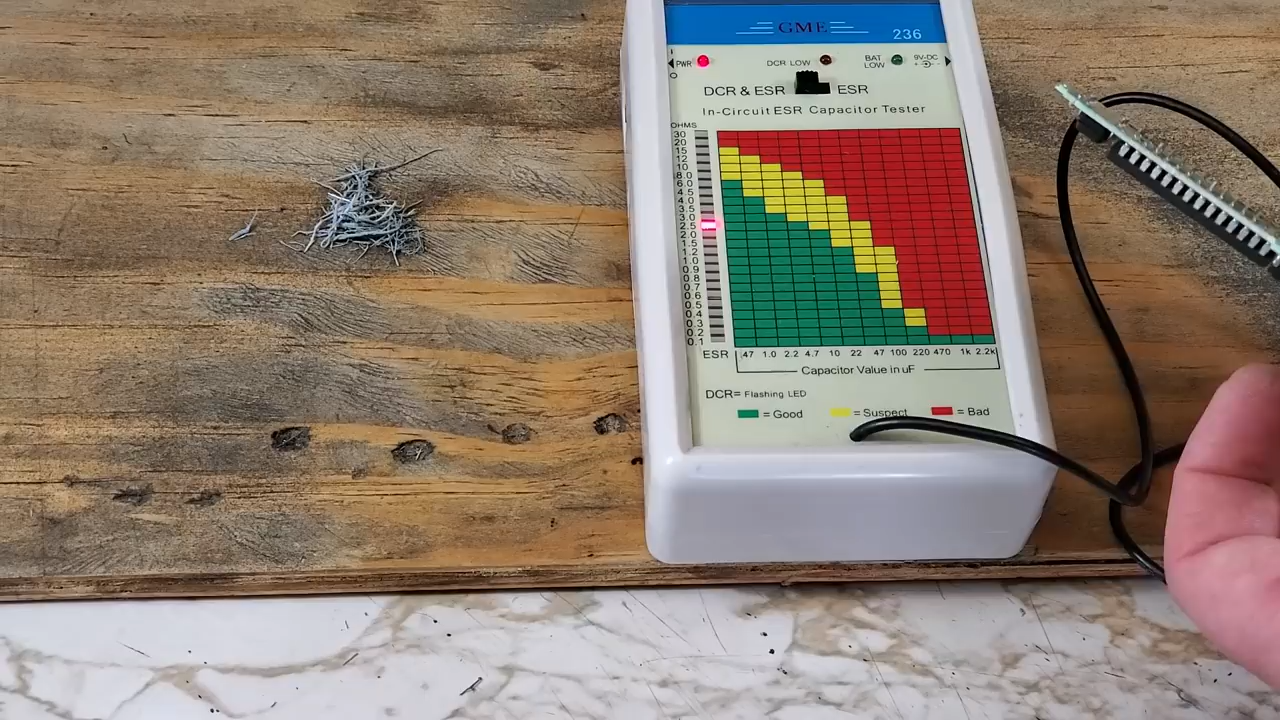 GME
236
PWR
DCR LOW
BAT
LOW
9V-DC
DCR & ESR
ESR
In-Circuit ESR Capacitor Tester
OHMS
30
20
15
12
10
8.0
6.0
4.5
4.0
3.5
3.0
2.5
2.0
1.5
1.2
1.0
0.9
0.8
0.7
0.6
0.5
0.4
0.3
0.2
0.1
ESR
.47 1.0 2.2 4.7 10 22 47 100 220 470 1k 2.2k
Capacitor Value in uF
DCR= Flashing LED
= Good
= Suspect
= Bad